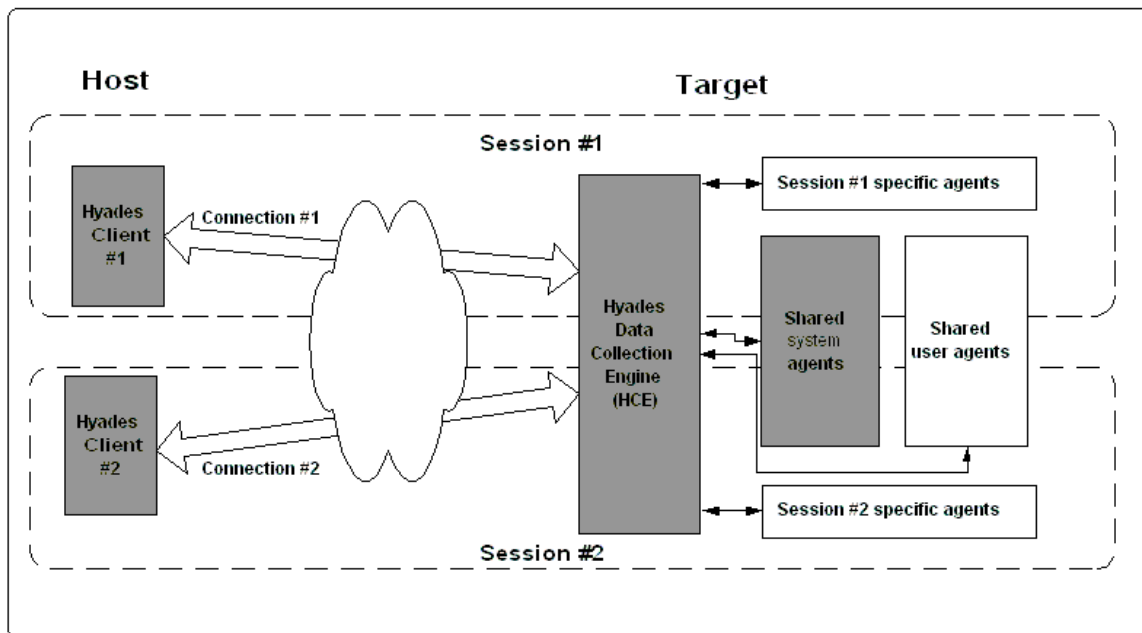 Host
Target
Session #1
Hyades
Client
#1
Connection #1
Session #1 specific agents
Hyades
Data
Collection
Engine
(HCE)
Shared
system
agents
Shared
user agents
Hyades
Client
#2
Connection #2
Session #2 specific agents
Session #2